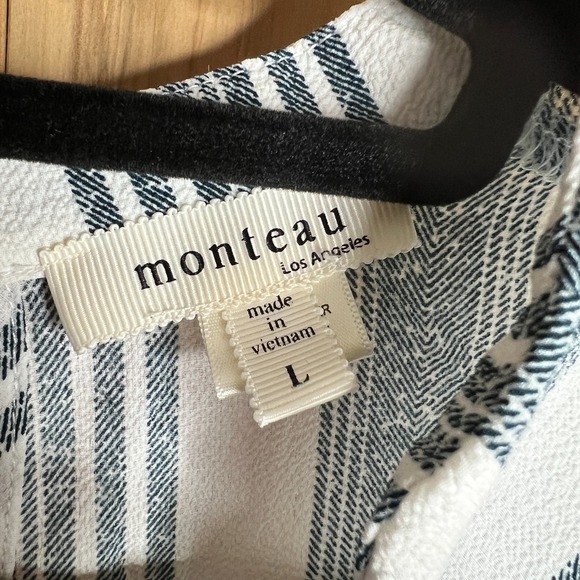 monteau
Los Angeles
made
in
vietnam
L
R